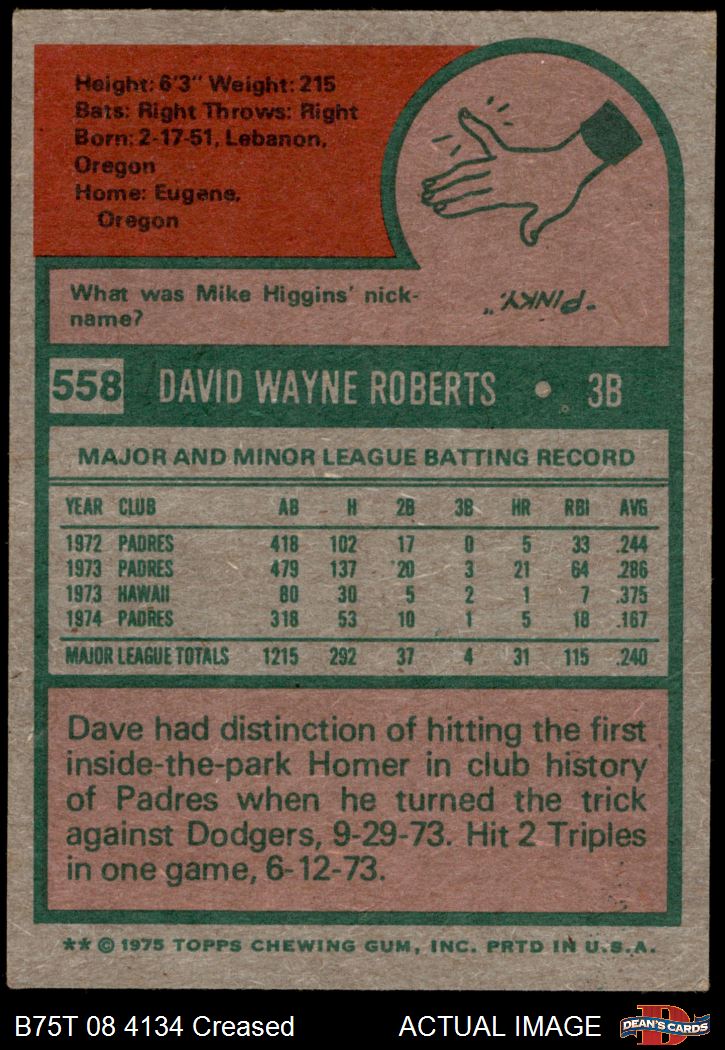 Height: 6'3" Weight: 215
Bats: Right Throws: Right
Born: 2-17-51, Lebanon,
Oregon
Home: Eugene,
Oregon
What was Mike Higgins' nick-
name?
"PINKY."
558 DAVID WAYNE ROBERTS • 3B
MAJOR AND MINOR LEAGUE BATTING RECORD
YEAR CLUB AB H 2B 3B HR RBI AVG
1972 PADRES 418 102 17 0 5 33 .244
1973 PADRES 479 137 20 3 21 64 .286
1973 HAWAII 80 30 5 2 1 7 .375
1974 PADRES 318 53 10 1 5 18 .167
MAJOR LEAGUE TOTALS 1215 292 37 4 31 115 .240
Dave had distinction of hitting the first
inside-the-park Homer in club history
of Padres when he turned the trick
against Dodgers, 9-29-73. Hit 2 Triples
in one game, 6-12-73.
** © 1975 TOPPS CHEWING GUM, INC. PRTD IN U.S.A.
B75T 08 4134 Creased ACTUAL IMAGE
D
DEAN'S CARDS